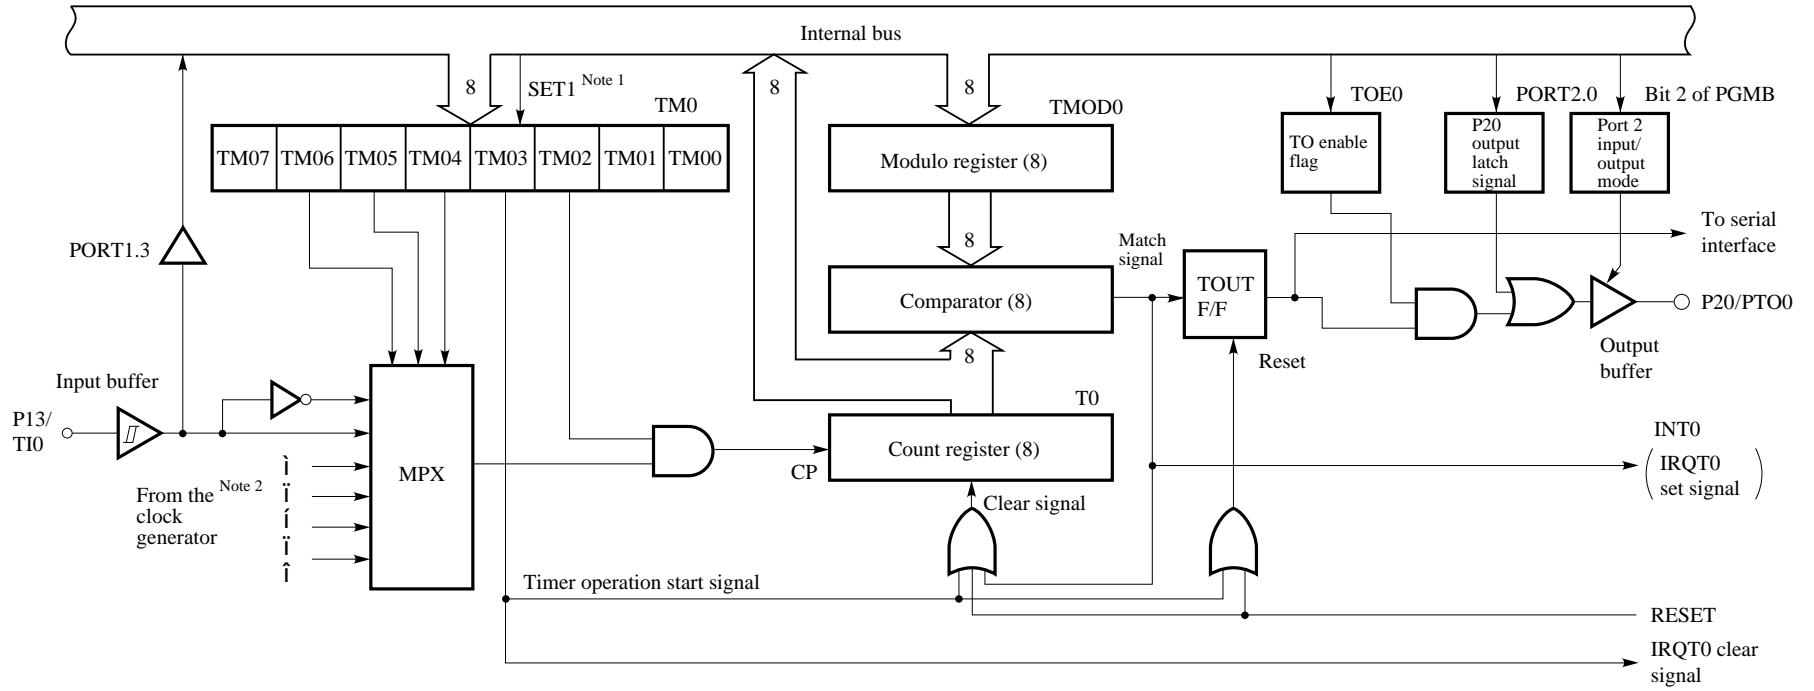 Internal bus
8
SET1 Note 1
TM0
8
8
TMOD0
TOE0
PORT2.0
Bit 2 of PGMB
TM07 TM06 TM05 TM04 TM03 TM02 TM01 TM00
Modulo register (8)
TO enable
flag
P20
output
latch
signal
Port 2
input/
output
mode
PORT1.3
8
Match
signal
To serial
interface
Comparator (8)
TOUT
F/F
P20/PTO0
8
Reset
Output
buffer
Input buffer
P13/
TI0
T0
Count register (8)
CP
MPX
INT0
IRQT0
set signal
From the Note 2
clock
generator
ì
ï
í
ï
î
Clear signal
Timer operation start signal
RESET
IRQT0 clear
signal